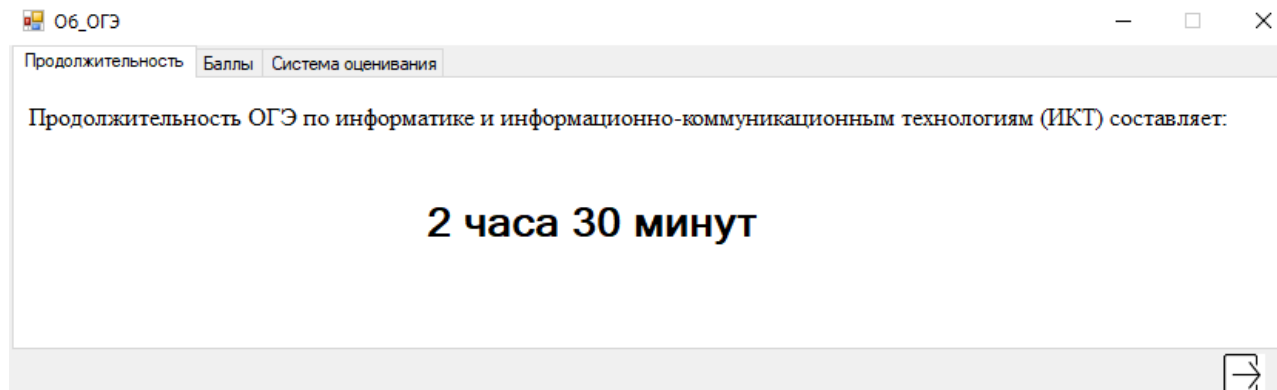 Об_ОГЭ
Продолжительность Баллы Система оценивания
Продолжительность ОГЭ по информатике и информационно-коммуникационным технологиям (ИКТ) составляет:
2 часа 30 минут